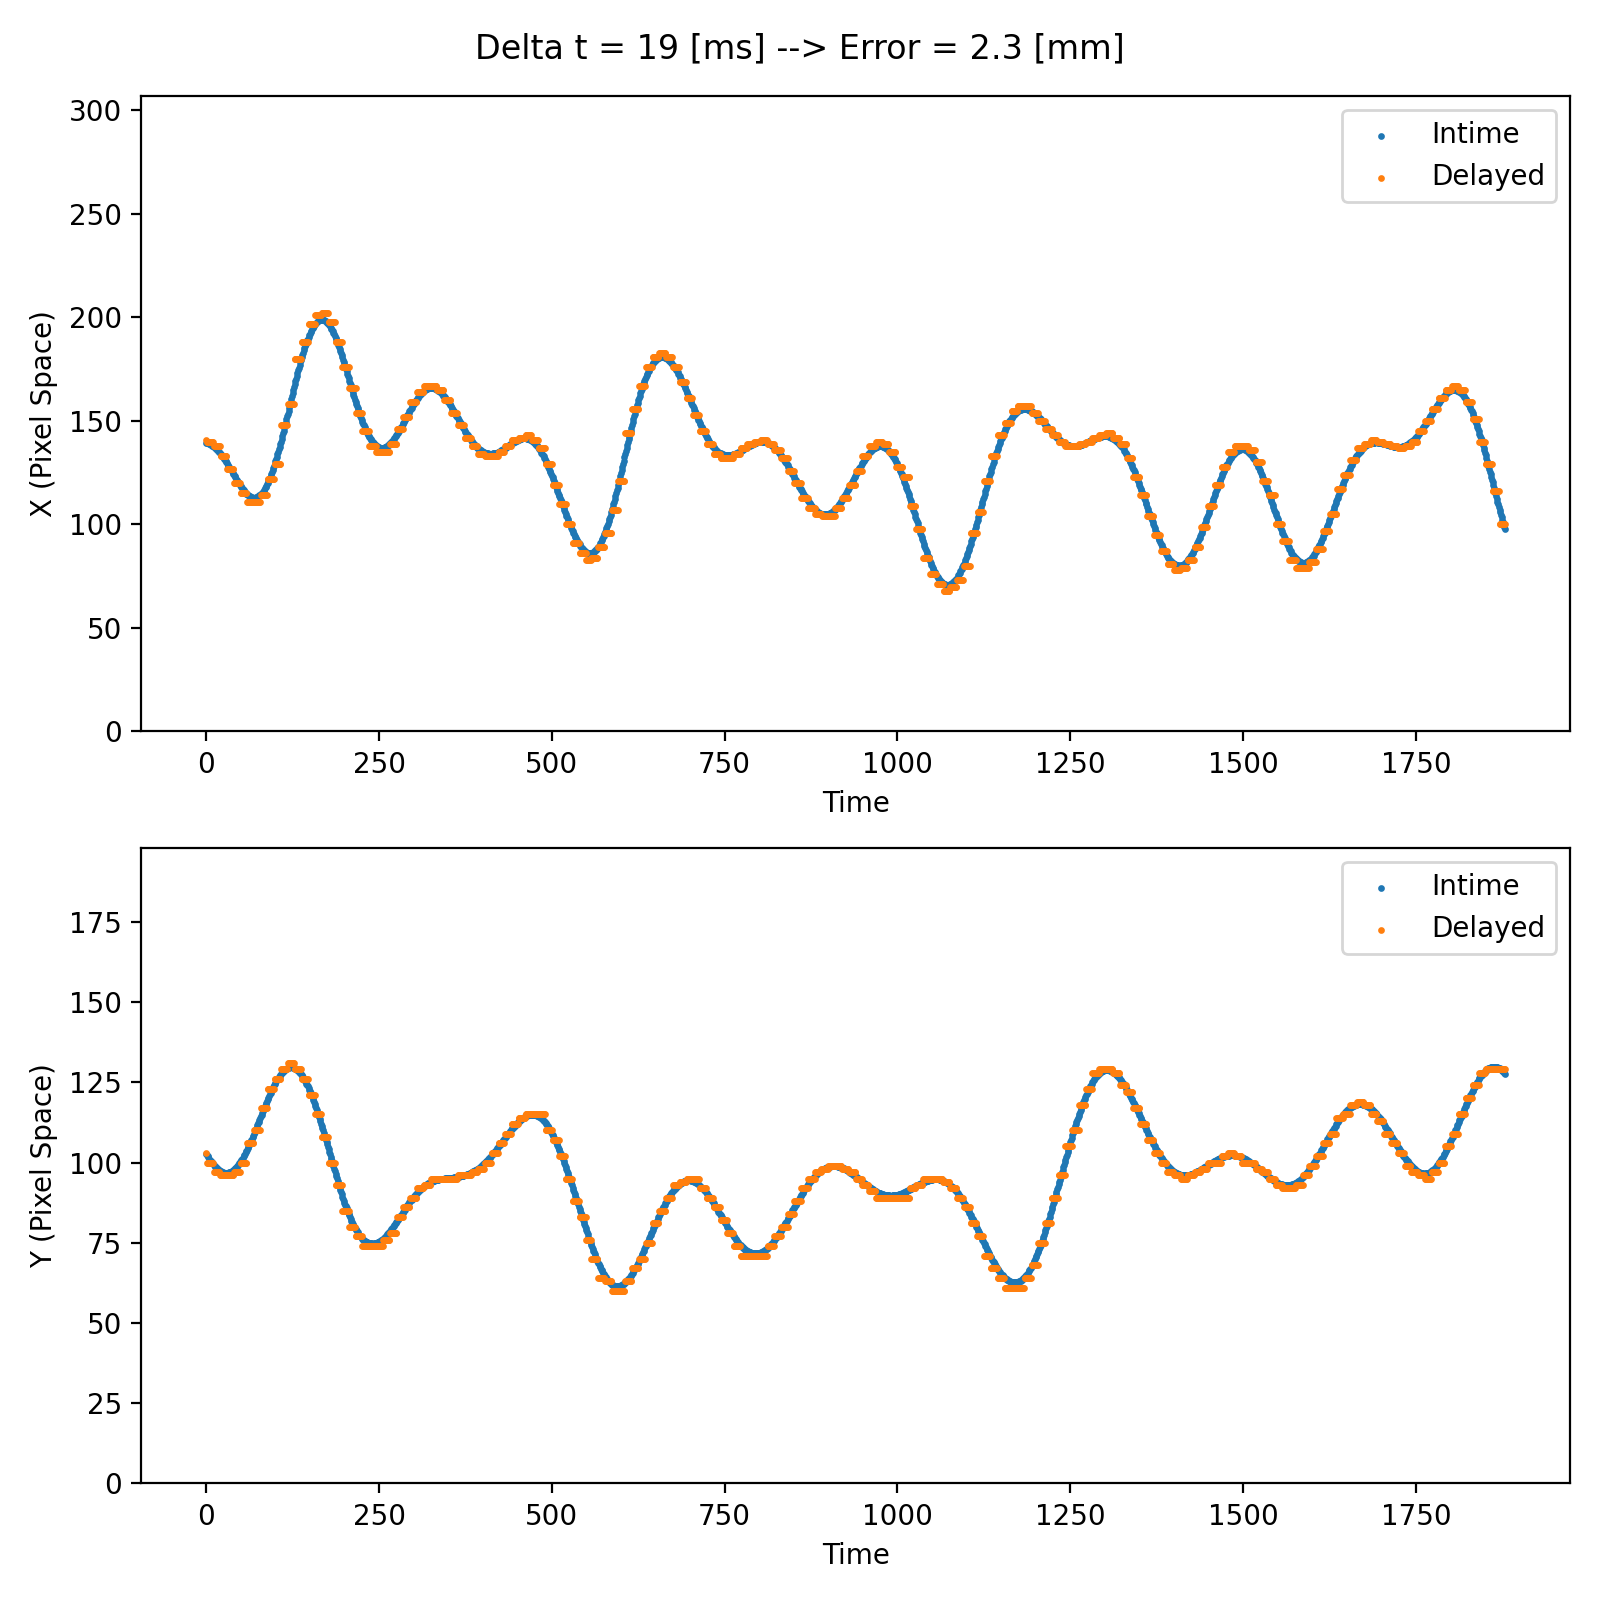 Delta t = 19 [ms] --> Error = 2.3 [mm]
300
250
200
150
100
50
0
X (Pixel Space)
Intime
Delayed
0 250 500 750 1000 1250 1500 1750
Time
175
150
125
100
75
50
25
0
Y (Pixel Space)
Intime
Delayed
0 250 500 750 1000 1250 1500 1750
Time